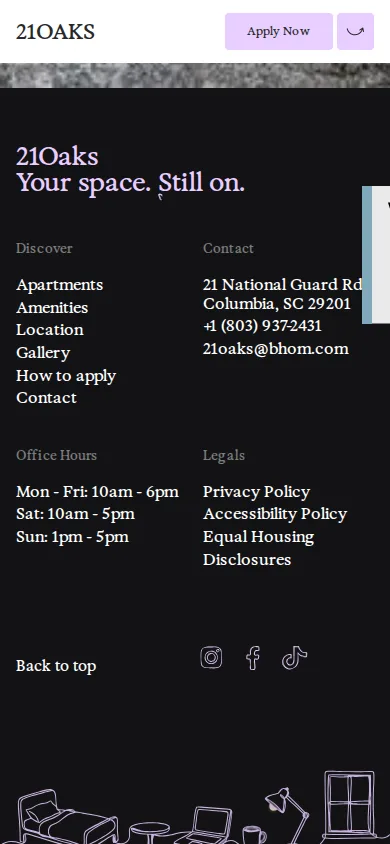 21OAKS
Apply Now
21Oaks
Your space. Still on.
Discover
Apartments
Amenities
Location
Gallery
How to apply
Contact
Contact
21 National Guard Rd
Columbia, SC 29201
+1 (803) 937-2431
21oaks@bhom.com
Office Hours
Mon - Fri: 10am - 6pm
Sat: 10am - 5pm
Sun: 1pm - 5pm
Legals
Privacy Policy
Accessibility Policy
Equal Housing
Disclosures
Back to top